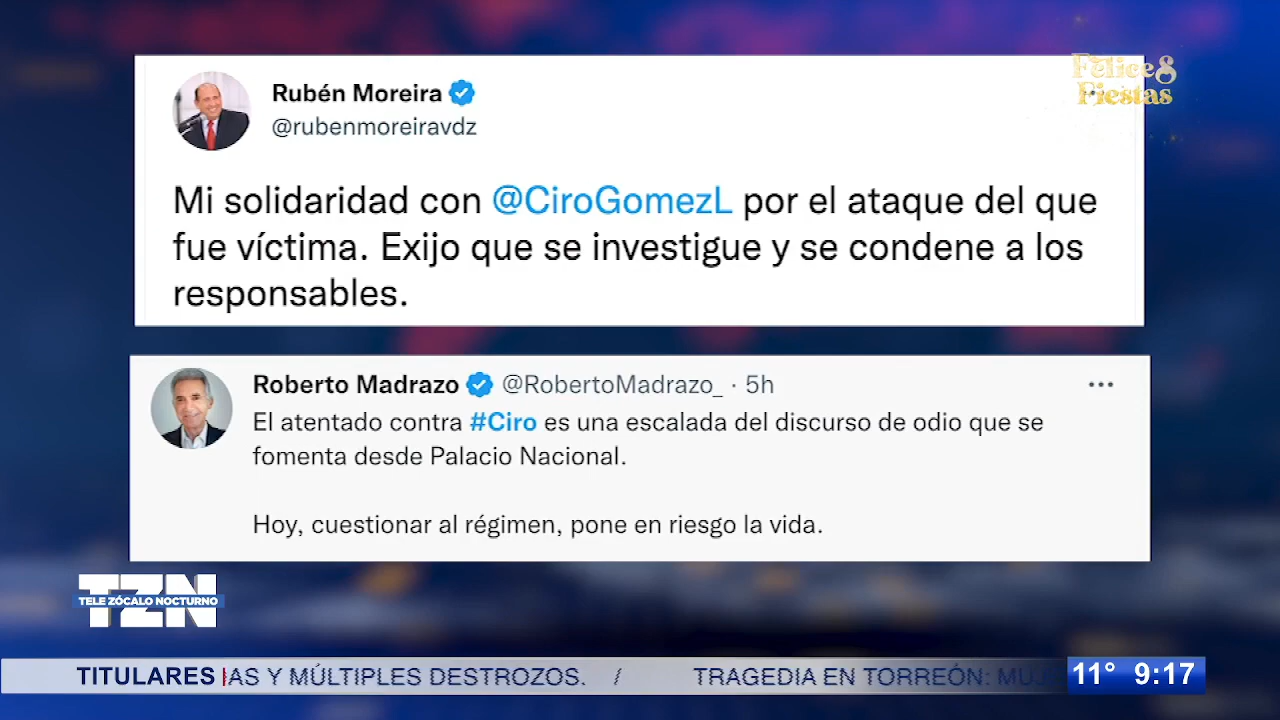 Felices
Fiestas
Rubén Moreira
@rubenmoreiravdz
Mi solidaridad con @CiroGomezL por el ataque del que
fue víctima. Exijo que se investigue y se condene a los
responsables.
Roberto Madrazo @RobertoMadrazo_ · 5h
El atentado contra #Ciro es una escalada del discurso de odio que se
fomenta desde Palacio Nacional.
Hoy, cuestionar al régimen, pone en riesgo la vida.
TZN
TELE ZÓCALO NOCTURNO
TITULARES IAS Y MÚLTIPLES DESTROZOS. / TRAGEDIA EN TORREÓN: 11° 9:17